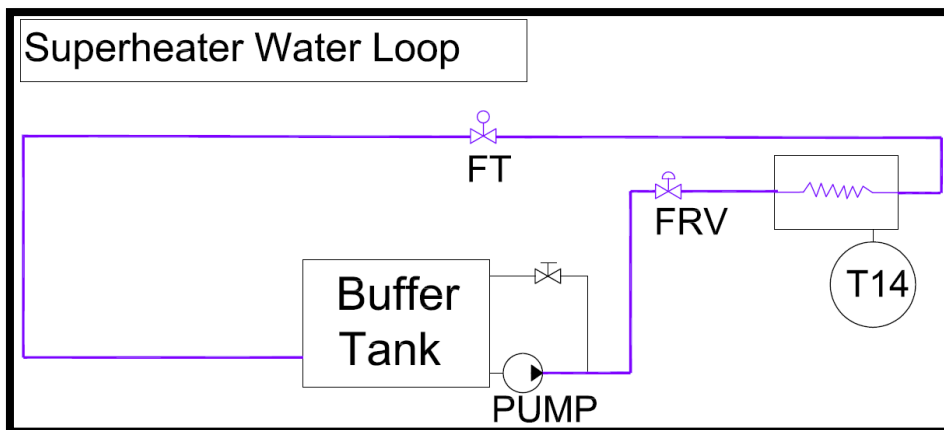 Superheater Water Loop
FT
FRV
T14
Buffer
Tank
PUMP